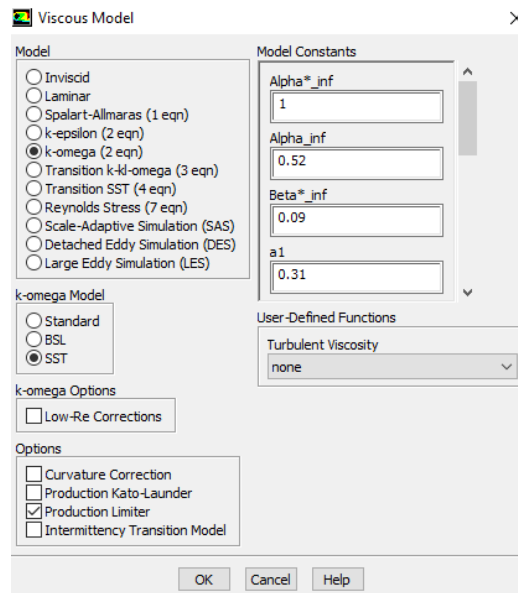 Viscous Model
Model
Inviscid
Laminar
Spalart-Allmaras (1 eqn)
k-epsilon (2 eqn)
k-omega (2 eqn)
Transition k-kl-omega (3 eqn)
Transition SST (4 eqn)
Reynolds Stress (7 eqn)
Scale-Adaptive Simulation (SAS)
Detached Eddy Simulation (DES)
Large Eddy Simulation (LES)
k-omega Model
Standard
BSL
SST
k-omega Options
Low-Re Corrections
Options
Curvature Correction
Production Kato-Launder
Production Limiter
Intermittency Transition Model
Model Constants
Alpha*_inf
1
Alpha_inf
0.52
Beta*_inf
0.09
a1
0.31
User-Defined Functions
Turbulent Viscosity
none
OK
Cancel
Help